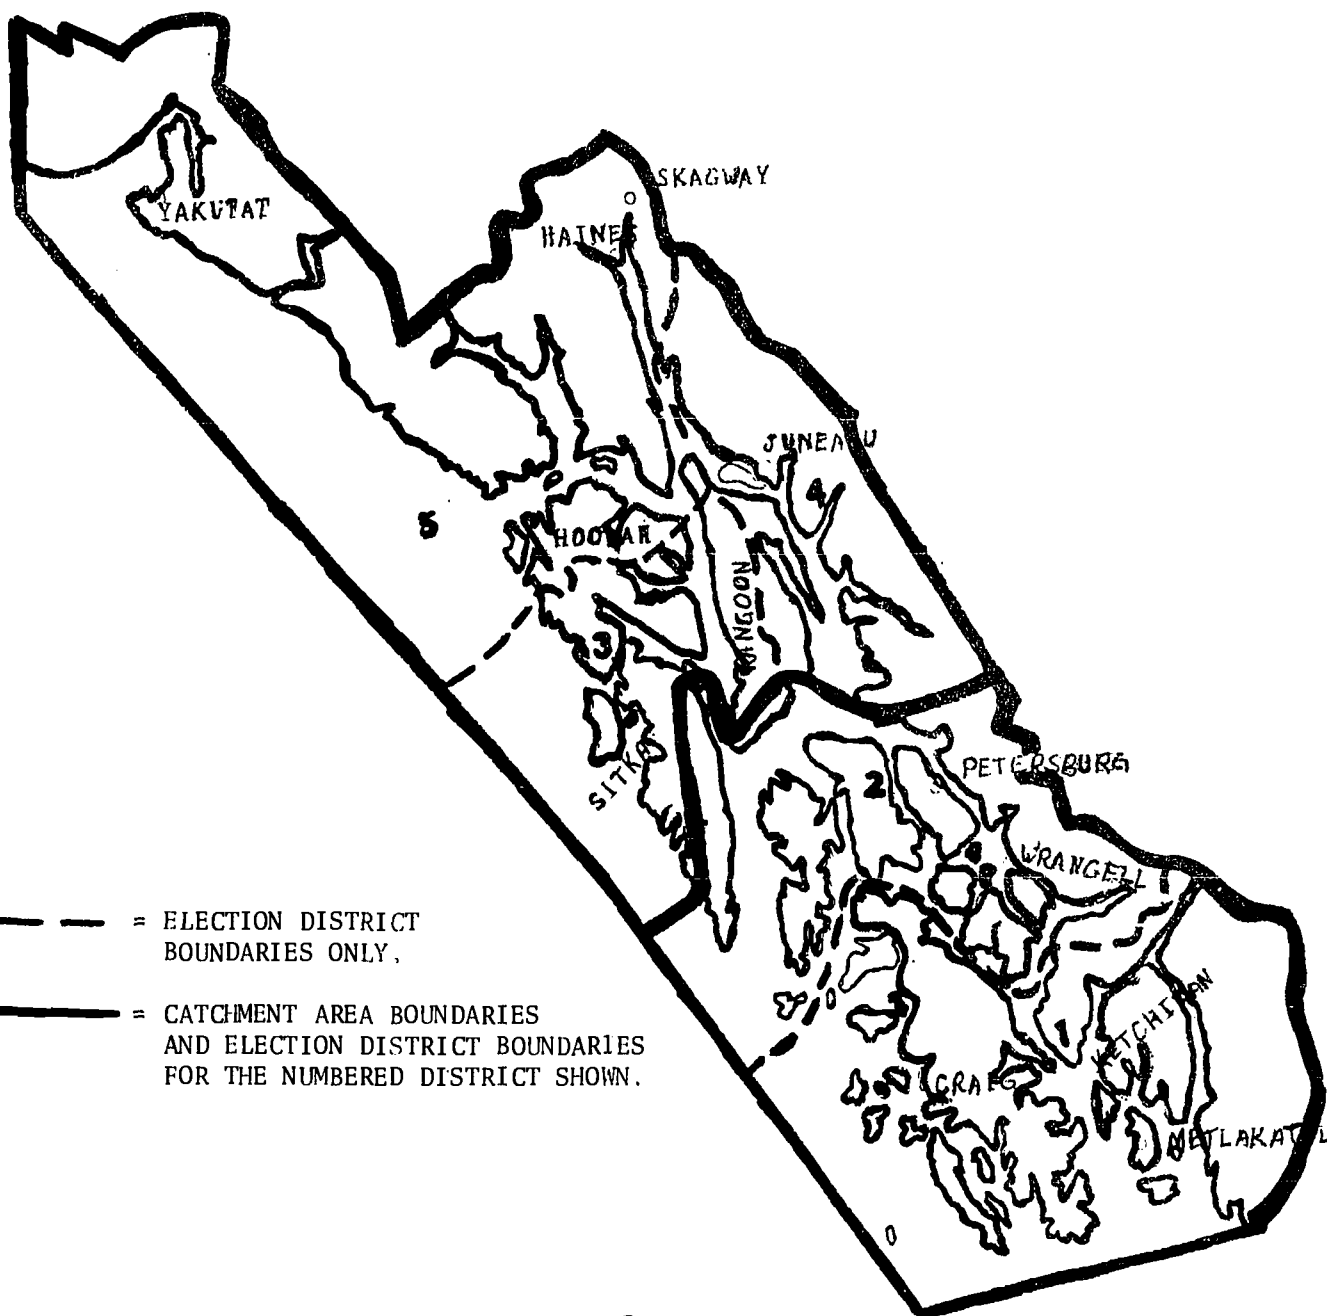 SKAGWAY
YAKUTAT
HAINES
JUNEAU
4
5
HOONAH
ANGOON
3
SITKA
2
PETERSBURG
WRANGELL
= ELECTION DISTRICT
BOUNDARIES ONLY.
= CATCHMENT AREA BOUNDARIES
AND ELECTION DISTRICT BOUNDARIES
FOR THE NUMBERED DISTRICT SHOWN.
1
KETCHIKAN
CRAIG
METLAKATL